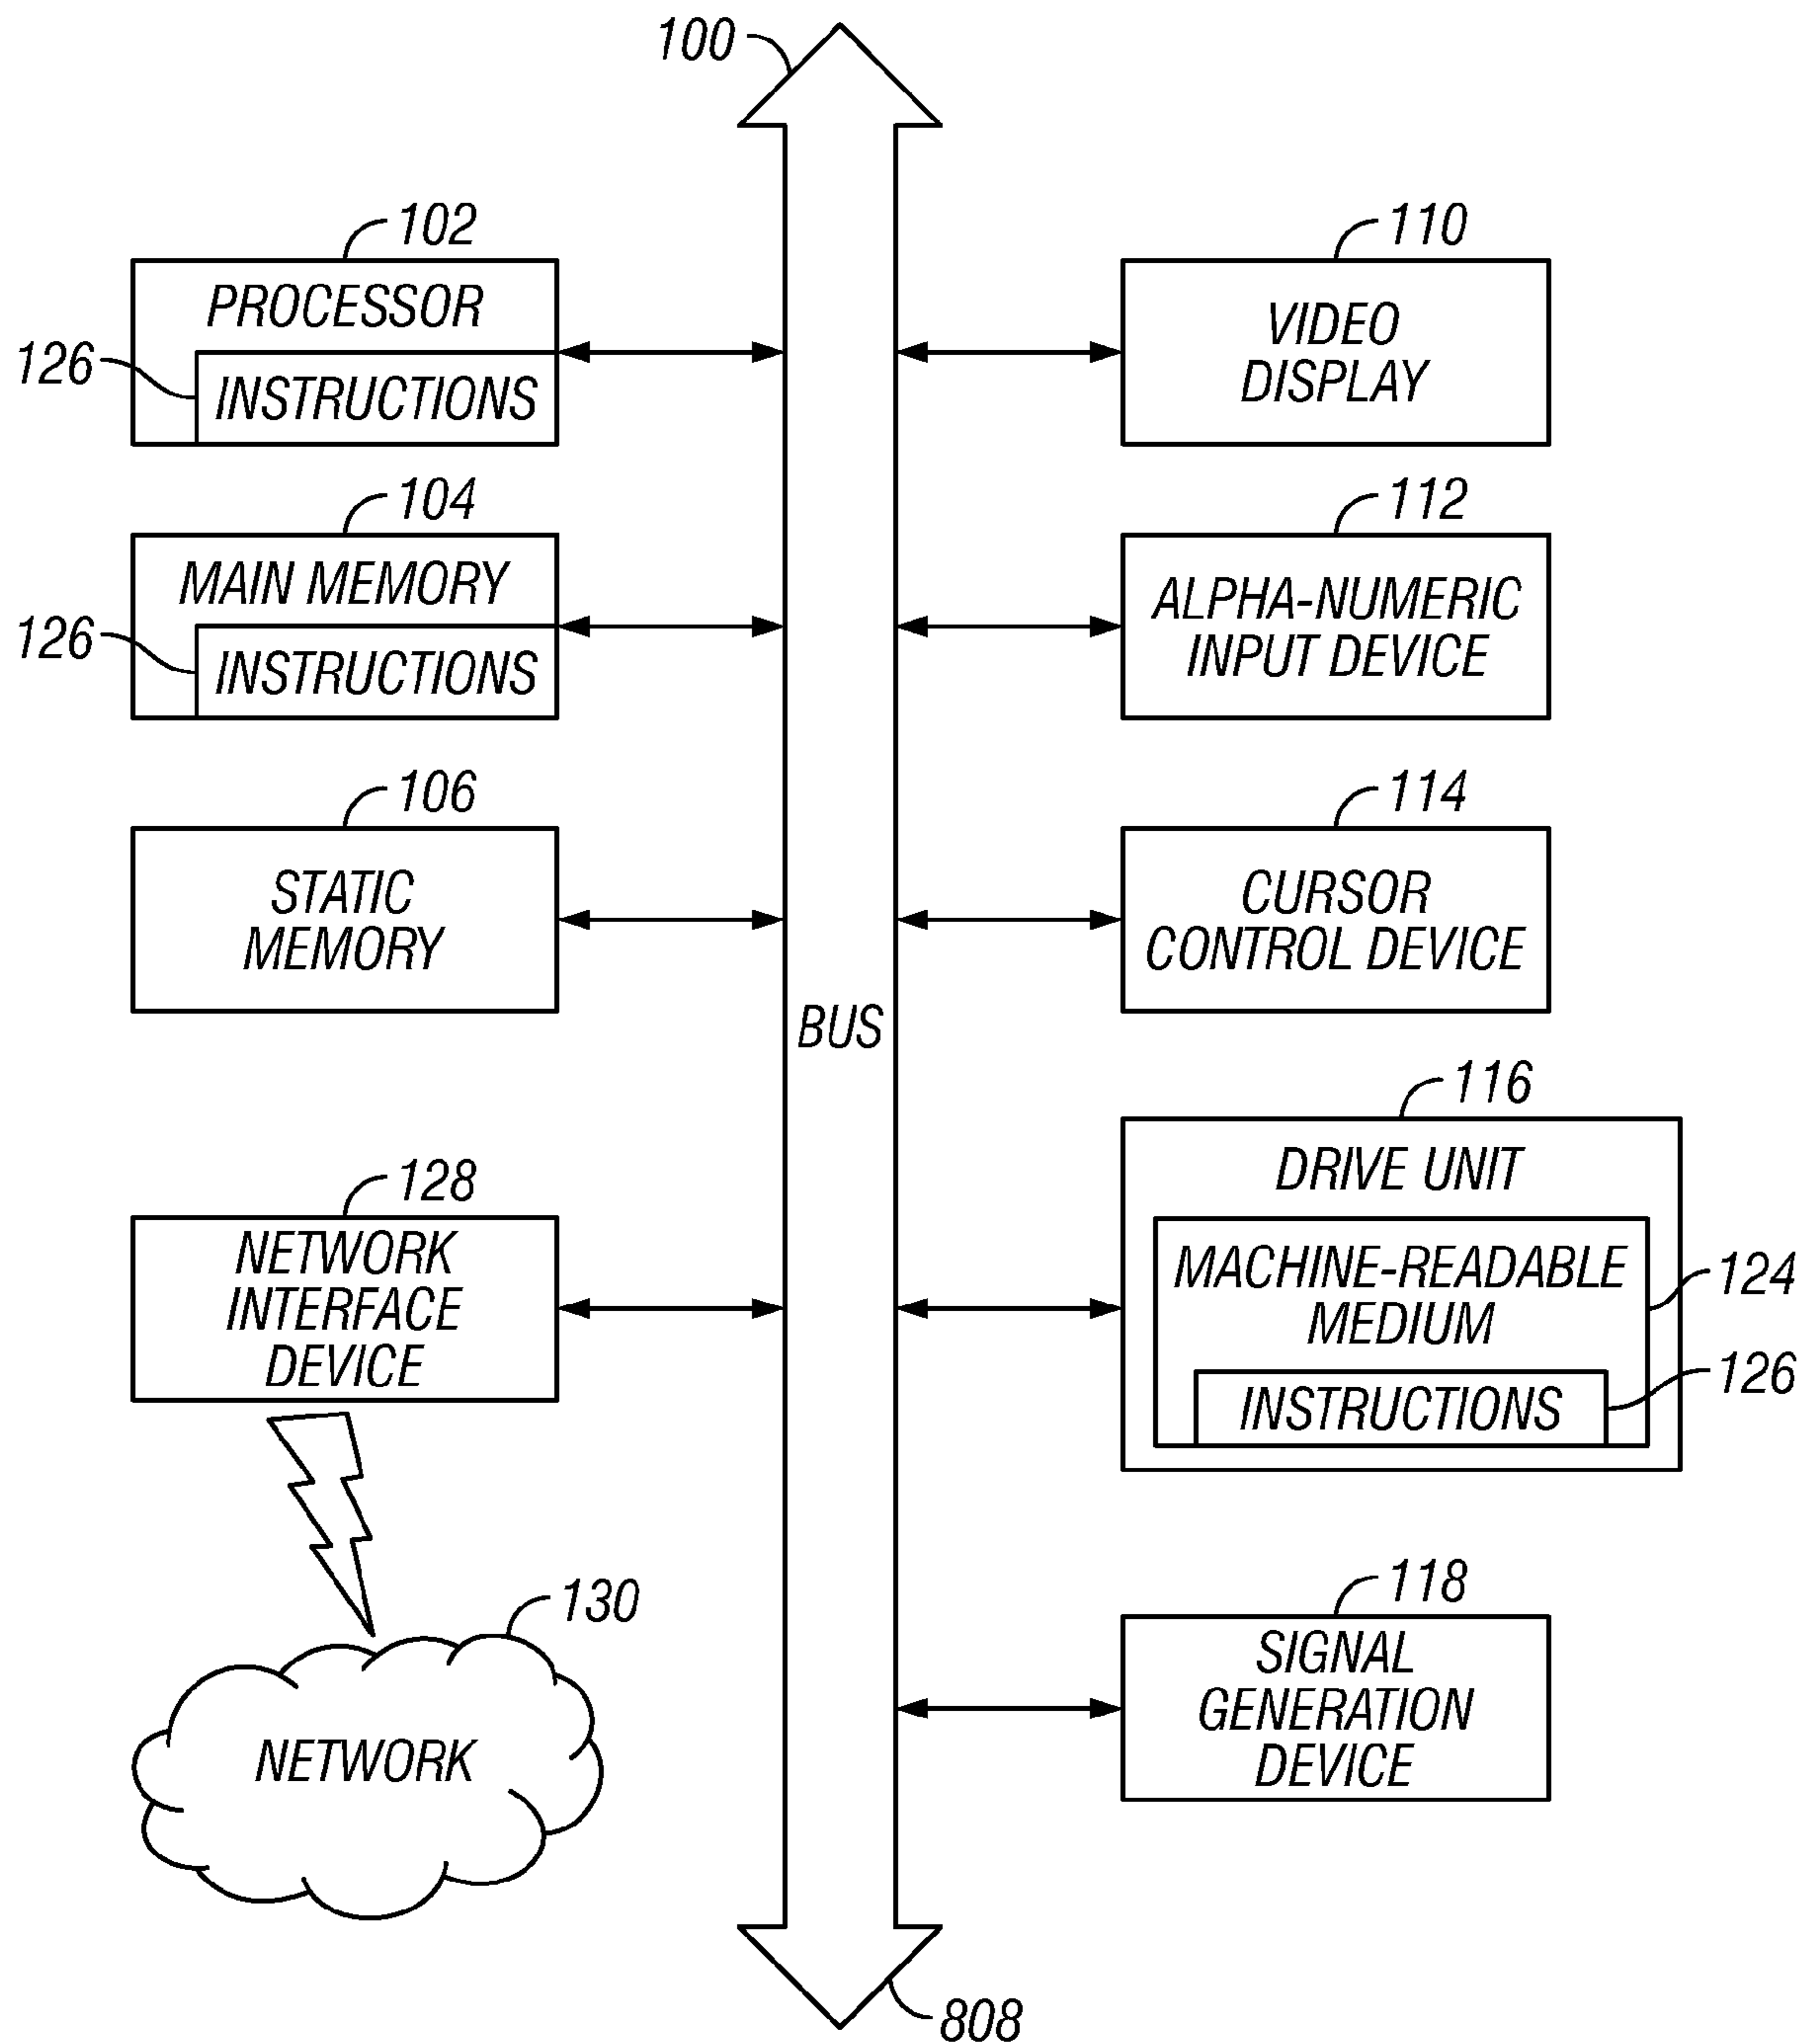 100
102
PROCESSOR
126
INSTRUCTIONS
104
MAIN MEMORY
126
INSTRUCTIONS
106
STATIC
MEMORY
128
NETWORK
INTERFACE
DEVICE
130
NETWORK
BUS
808
110
VIDEO
DISPLAY
112
ALPHA-NUMERIC
INPUT DEVICE
114
CURSOR
CONTROL DEVICE
116
DRIVE UNIT
MACHINE-READABLE
MEDIUM
124
INSTRUCTIONS
126
118
SIGNAL
GENERATION
DEVICE